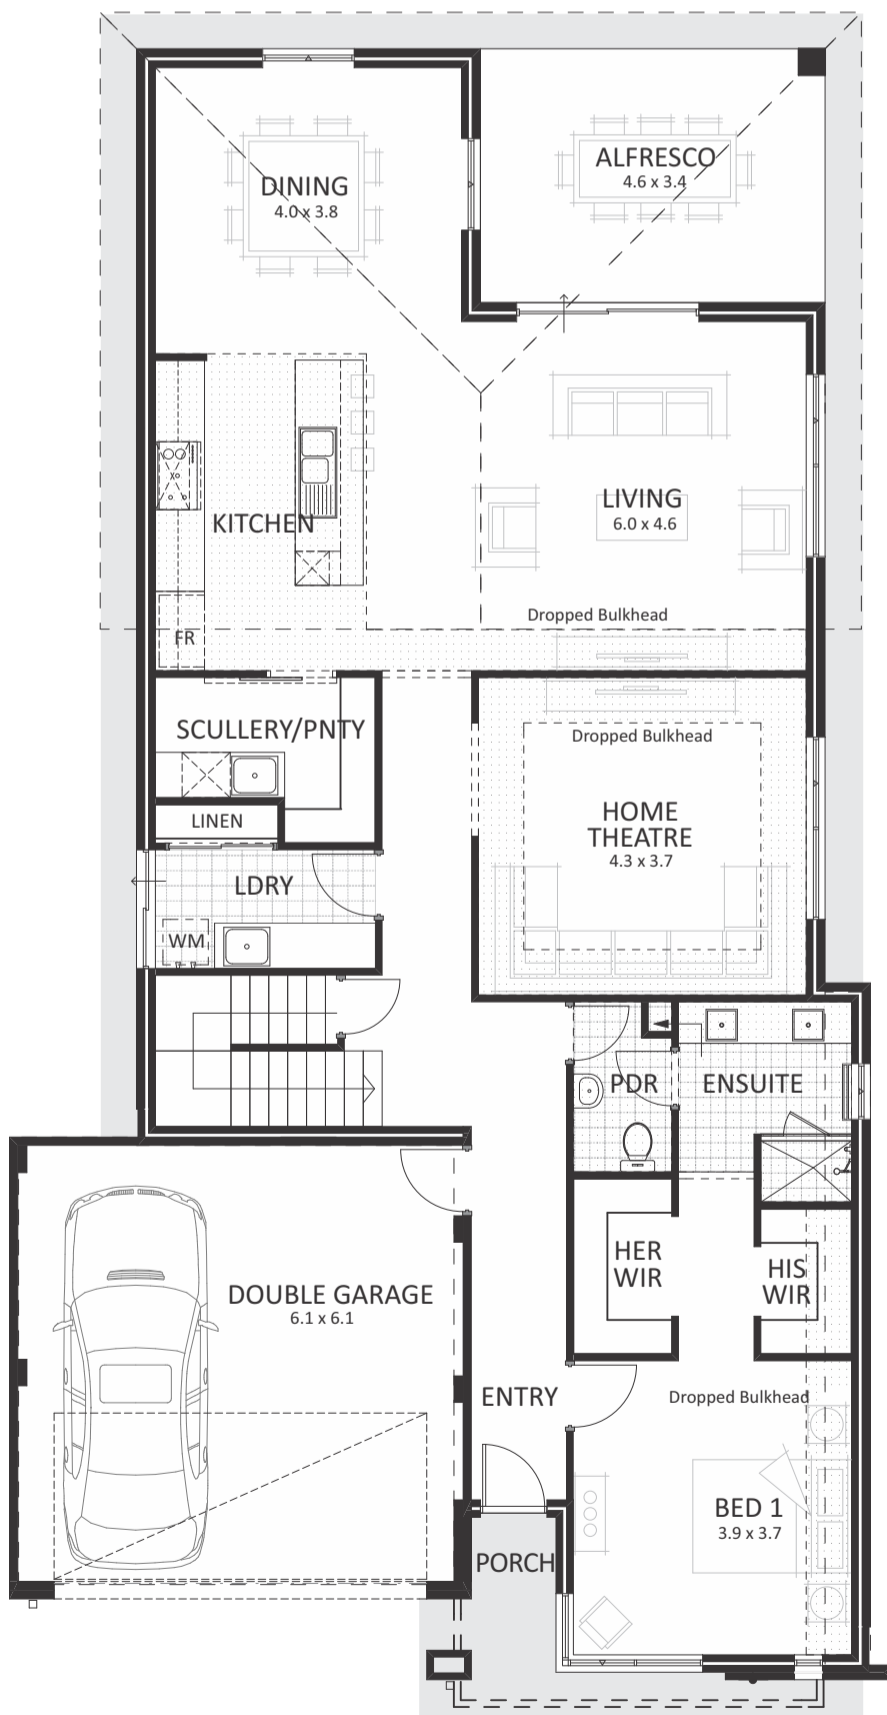 DINING
4.0 x 3.8
ALFRESCO
4.6 x 3.4
KITCHEN
LIVING
6.0 x 4.6
Dropped Bulkhead
FR
SCULLERY/PNTY
Dropped Bulkhead
HOME
THEATRE
4.3 x 3.7
LINEN
LDRY
WM
PDR
ENSUITE
HER
WIR
HIS
WIR
DOUBLE GARAGE
6.1 x 6.1
ENTRY
Dropped Bulkhead
BED 1
3.9 x 3.7
PORCH